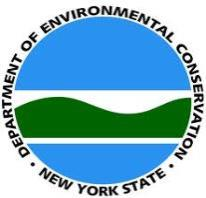 DEPARTMENT OF ENVIRONMENTAL CONSERVATION
• NEW YORK STATE •